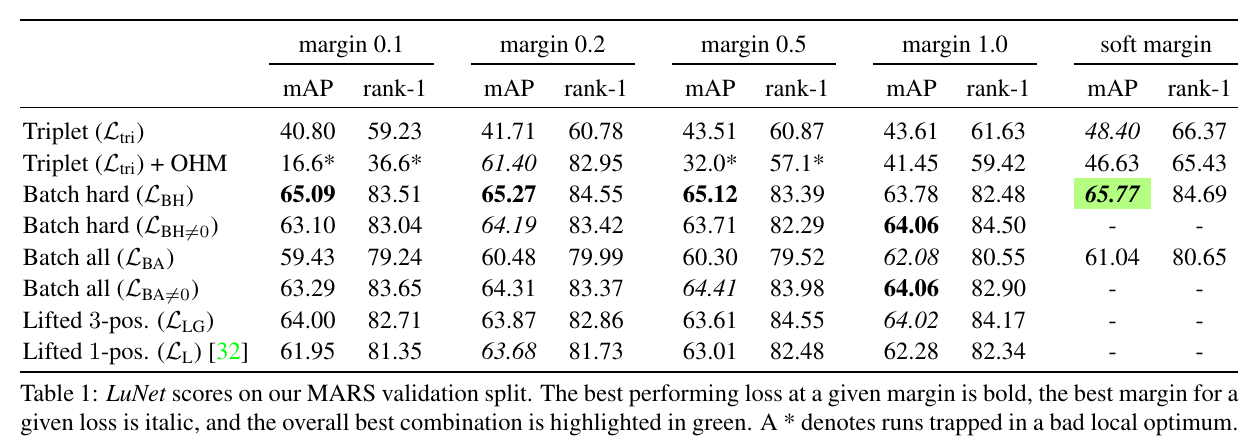 margin 0.1 margin 0.2 margin 0.5 margin 1.0 soft margin
mAP rank-1 mAP rank-1 mAP rank-1 mAP rank-1 mAP rank-1
Triplet (ℒtri) 40.80 59.23 41.71 60.78 43.51 60.87 43.61 61.63 48.40 66.37
Triplet (ℒtri) + OHM 16.6* 36.6* 61.40 82.95 32.0* 57.1* 41.45 59.42 46.63 65.43
Batch hard (ℒBH) 65.09 83.51 65.27 84.55 65.12 83.39 63.78 82.48 65.77 84.69
Batch hard (ℒBH≠0) 63.10 83.04 64.19 83.42 63.71 82.29 64.06 84.50 - -
Batch all (ℒBA) 59.43 79.24 60.48 79.99 60.30 79.52 62.08 80.55 61.04 80.65
Batch all (ℒBA≠0) 63.29 83.65 64.31 83.37 64.41 83.98 64.06 82.90 - -
Lifted 3-pos. (ℒLG) 64.00 82.71 63.87 82.86 63.61 84.55 64.02 84.17 - -
Lifted 1-pos. (ℒL) [32] 61.95 81.35 63.68 81.73 63.01 82.48 62.28 82.34 - -
Table 1: LuNet scores on our MARS validation split. The best performing loss at a given margin is bold, the best margin for a
given loss is italic, and the overall best combination is highlighted in green. A * denotes runs trapped in a bad local optimum.